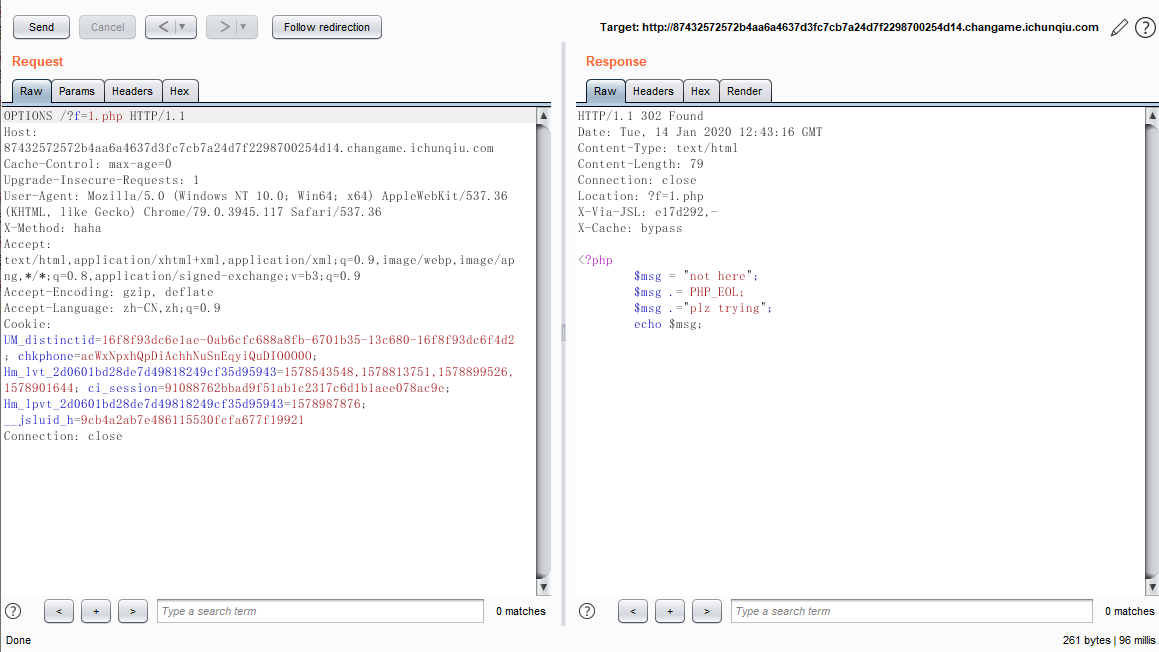 Send Cancel < > Follow redirection Target: http://87432572572b4aa6a4637d3fc7cb7a24d7f2298700254d14.changame.ichunqiu.com ?
Request
Raw Params Headers Hex
OPTIONS /?f=1.php HTTP/1.1
Host:
87432572572b4aa6a4637d3fc7cb7a24d7f2298700254d14.changame.ichunqiu.com
Cache-Control: max-age=0
Upgrade-Insecure-Requests: 1
User-Agent: Mozilla/5.0 (Windows NT 10.0; Win64; x64) AppleWebKit/537.36
(KHTML, like Gecko) Chrome/79.0.3945.117 Safari/537.36
X-Method: haha
Accept:
text/html,application/xhtml+xml,application/xml;q=0.9,image/webp,image/ap
ng,*/*;q=0.8,application/signed-exchange;v=b3;q=0.9
Accept-Encoding: gzip, deflate
Accept-Language: zh-CN,zh;q=0.9
Cookie:
UM_distinctid=16f8f93dc6e1ae-0ab6cfc688a8fb-6701b35-13c680-16f8f93dc6f4d2
; chkphone=acWxNpxhQpDiAchhNuSnEqyiQuDIO0O0O;
Hm_lvt_2d0601bd28de7d49818249cf35d95943=1578543548,1578813751,1578899526,
1578901644; ci_session=91088762bbad9f51ab1c2317c6d1b1aee078ac9e;
Hm_lpvt_2d0601bd28de7d49818249cf35d95943=1578987876;
__jsluid_h=9cb4a2ab7e486115530fcfa677f19921
Connection: close
? < + > Type a search term 0 matches
Done
Response
Raw Headers Hex Render
HTTP/1.1 302 Found
Date: Tue, 14 Jan 2020 12:43:16 GMT
Content-Type: text/html
Content-Length: 79
Connection: close
Location: ?f=1.php
X-Via-JSL: e17d292,-
X-Cache: bypass
<?php
$msg = "not here";
$msg .= PHP_EOL;
$msg .="plz trying";
echo $msg;
? < + > Type a search term 0 matches
261 bytes | 96 millis